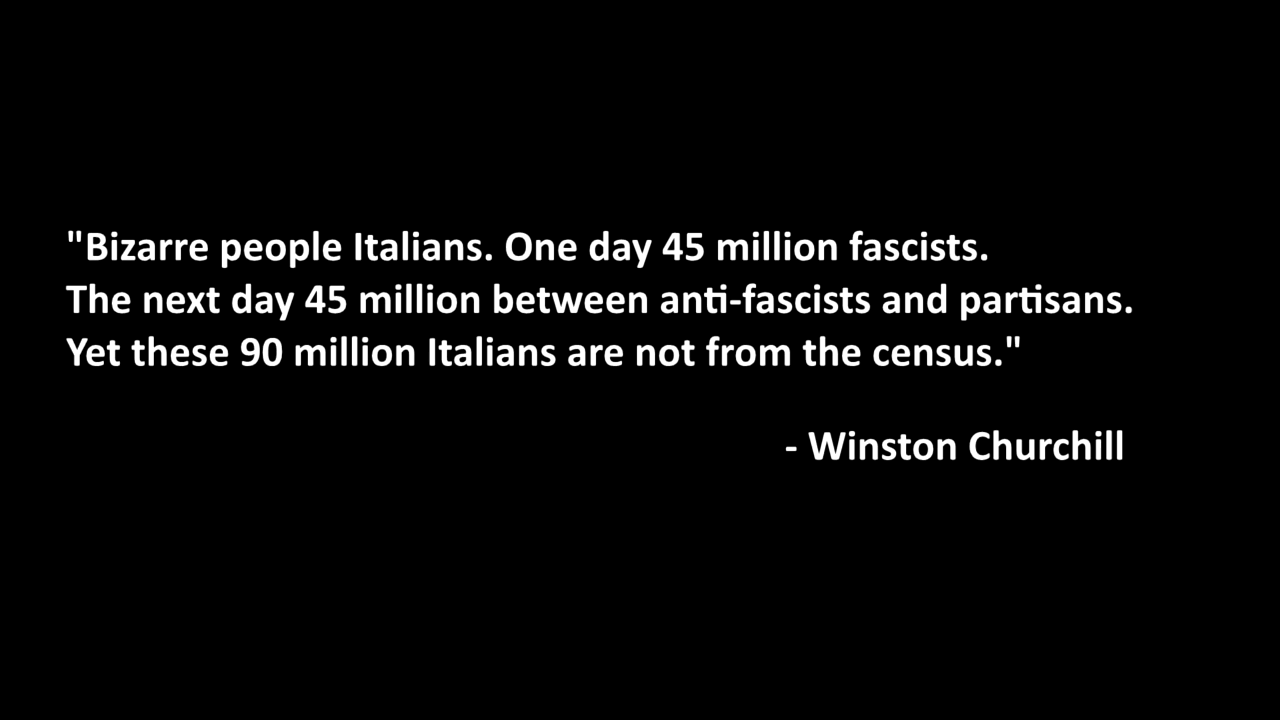 "Bizarre people Italians. One day 45 million fascists.
The next day 45 million between anti-fascists and partisans.
Yet these 90 million Italians are not from the census."
- Winston Churchill